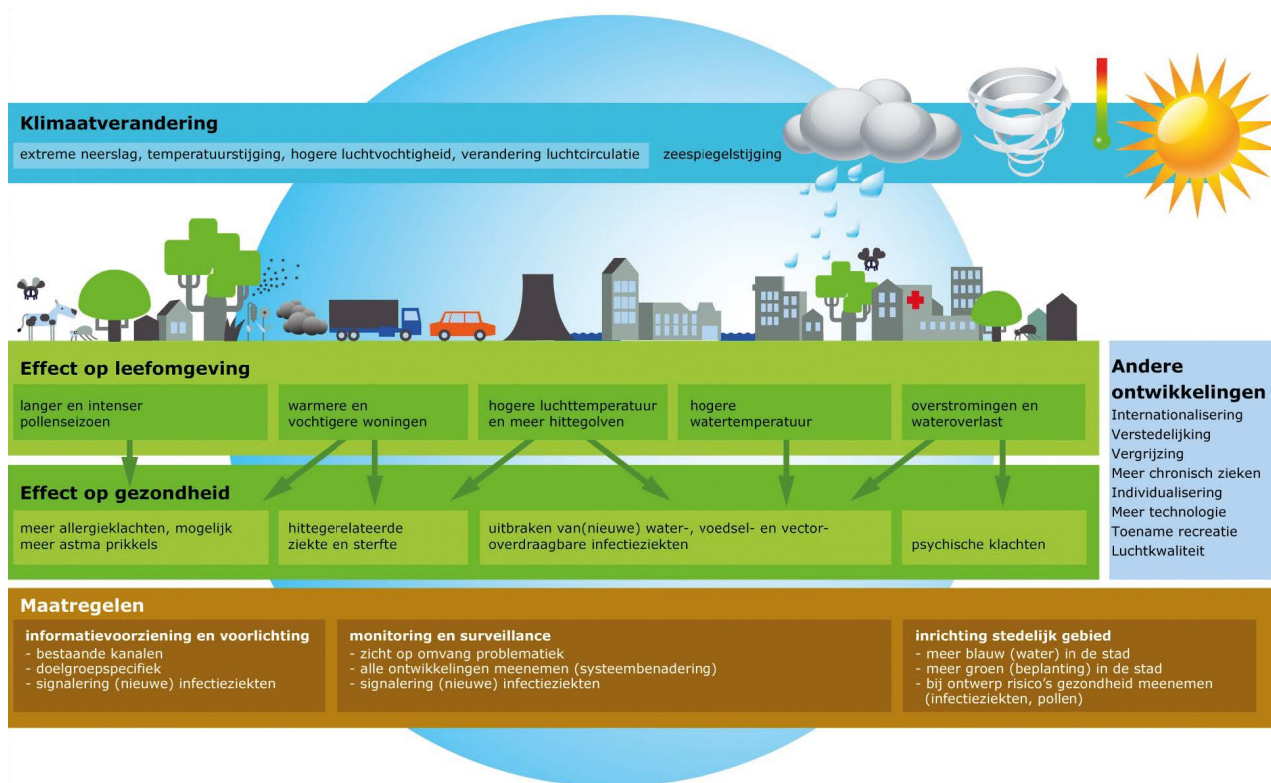 Klimaatverandering
extreme neerslag, temperatuurstijging, hogere luchtvochtigheid, verandering luchtcirculatie zeespiegelstijging
Effect op leefomgeving
langer en intenser
pollenseizoen
warmere en
vochtigere woningen
hogere luchttemperatuur
en meer hittegolven
hogere
watertemperatuur
overstromingen en
wateroverlast
Effect op gezondheid
meer allergieklachten, mogelijk
meer astma prikkels
hittegerelateerde
ziekte en sterfte
uitbraken van(nieuwe) water-, voedsel- en vector-
overdraagbare infectieziekten
psychische klachten
Andere
ontwikkelingen
Internationalisering
Verstedelijking
Vergrijzing
Meer chronisch zieken
Individualisering
Meer technologie
Toename recreatie
Luchtkwaliteit
Maatregelen
informatievoorziening en voorlichting
- bestaande kanalen
- doelgroepspecifiek
- signalering (nieuwe) infectieziekten
monitoring en surveillance
- zicht op omvang problematiek
- alle ontwikkelingen meenemen (systeembenadering)
- signalering (nieuwe) infectieziekten
inrichting stedelijk gebied
- meer blauw (water) in de stad
- meer groen (beplanting) in de stad
- bij ontwerp risico's gezondheid meenemen
(infectieziekten, pollen)